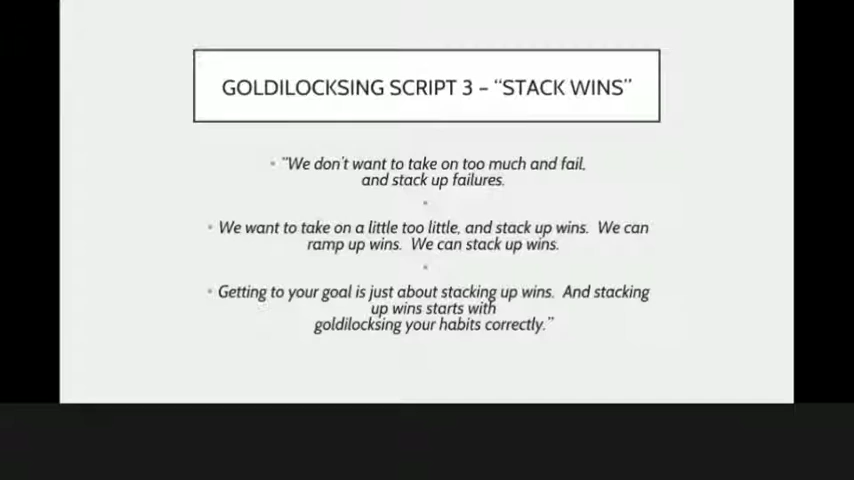 GOLDILOCKSING SCRIPT 3 – “STACK WINS”
• “We don’t want to take on too much and fail,
and stack up failures.
•
• We want to take on a little too little, and stack up wins.  We can
ramp up wins.  We can stack up wins.
•
• Getting to your goal is just about stacking up wins.  And stacking
up wins starts with
goldilocksing your habits correctly.”